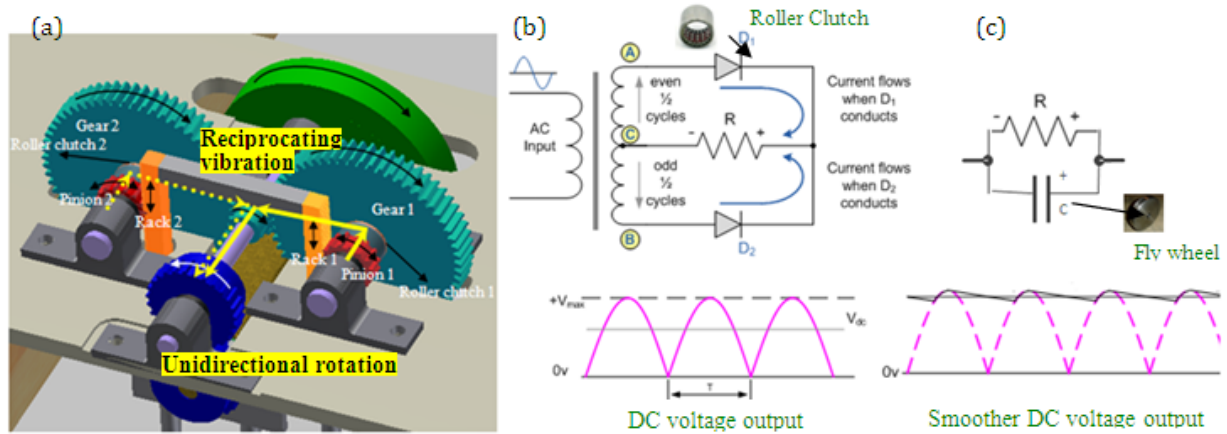 (a)
Gear 2
Roller clutch 2
Reciprocating
vibration
Pinion 2
Rack 2
Gear 1
Rack 1
Pinion 1
Roller clutch 1
Unidirectional rotation
(b)
Roller Clutch
D1
A
AC
Input
even
½
cycles
C
- R +
odd
½
cycles
B
D2
Current flows
when D1
conducts
Current flows
when D2
conducts
+Vmax
Vdc
0v
T
DC voltage output
(c)
R
- +
+
C
Fly wheel
0v
Smoother DC voltage output